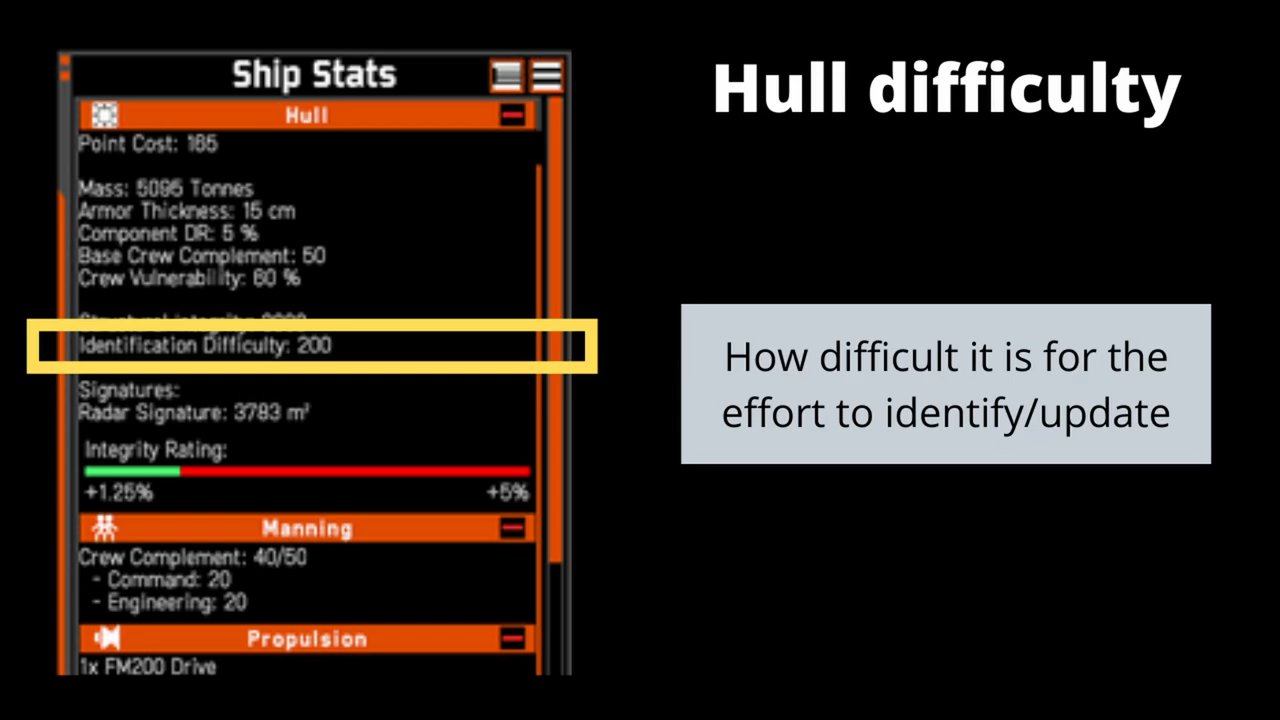 Ship Stats
Hull
Point Cost: 165
Mass: 5095 Tonnes
Armor Thickness: 15 cm
Component DR: 5 %
Base Crew Complement: 50
Crew Vulnerability: 60 %
Structural Integrity:
Identification Difficulty: 200
Signatures:
Radar Signature: 3783 m²
Integrity Rating:
+1.25% +5%
Manning
Crew Complement: 40/50
- Command: 20
- Engineering: 20
Propulsion
1x FM200 Drive
Hull difficulty
How difficult it is for the
effort to identify/update